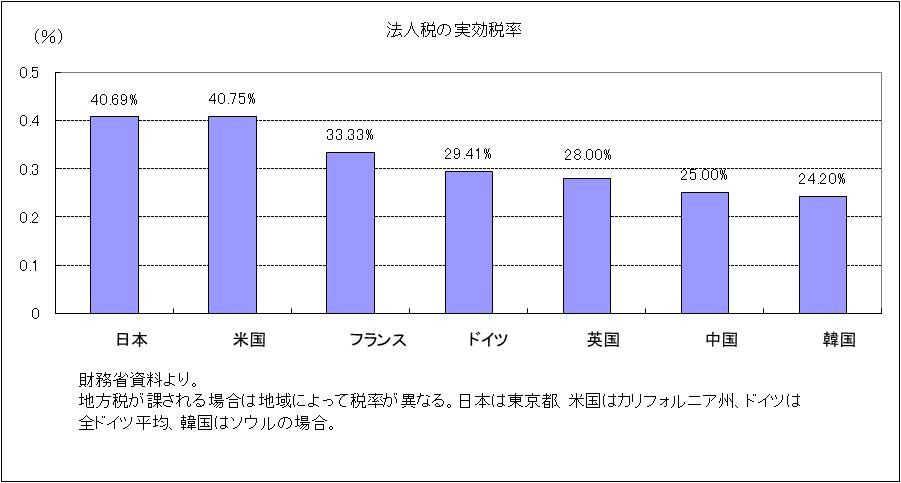 法人税の実効税率
(%)
0.5
0.4
0.3
0.2
0.1
0
40.69%
40.75%
33.33%
29.41%
28.00%
25.00%
24.20%
日本
米国
フランス
ドイツ
英国
中国
韓国
財務省資料より。
地方税が課される場合は地域によって税率が異なる。日本は東京都 米国はカリフォルニア州、ドイツは
全ドイツ平均、韓国はソウルの場合。